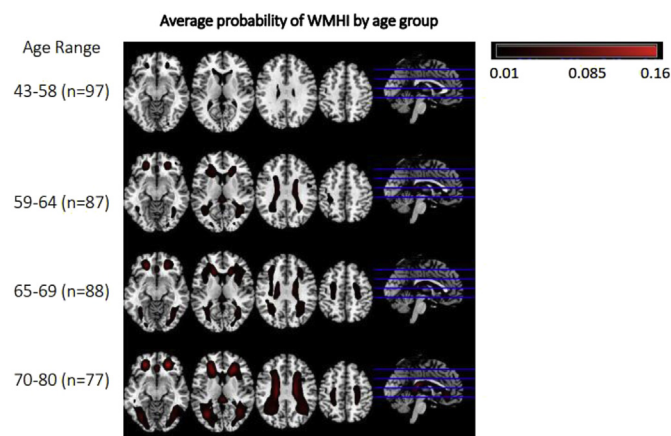 Average probability of WMHI by age group
Age Range
43-58 (n=97)
59-64 (n=87)
65-69 (n=88)
70-80 (n=77)
0.01 0.085 0.16